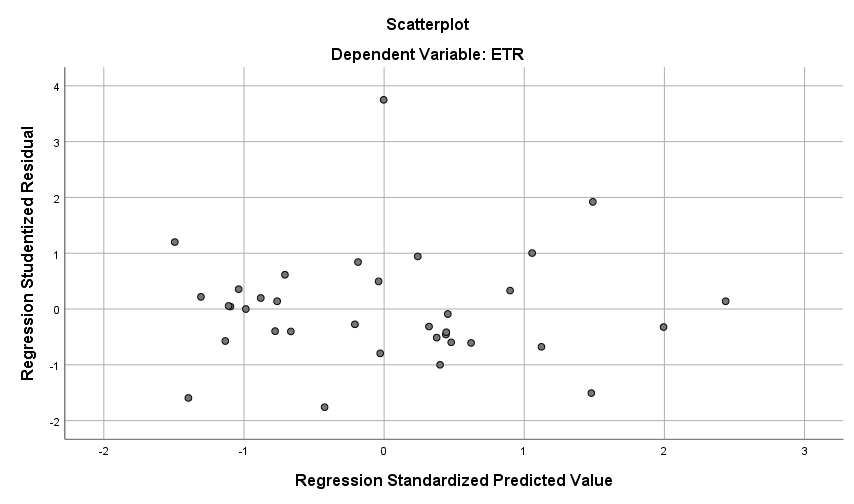 Scatterplot
Dependent Variable: ETR
Regression Studentized Residual
4
3
2
1
0
-1
-2
-2 -1 0 1 2 3
Regression Standardized Predicted Value